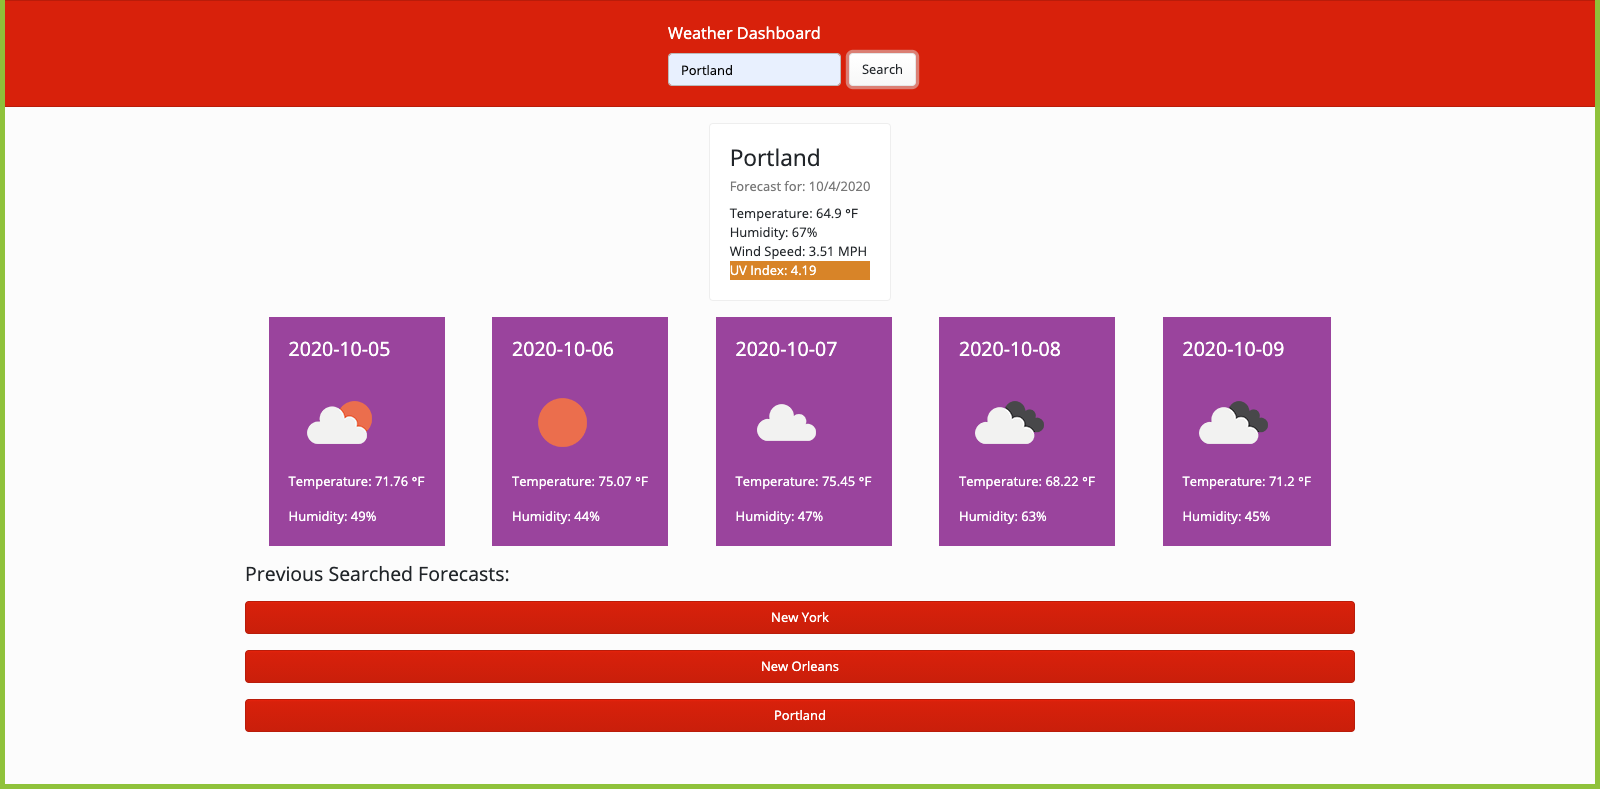 Weather Dashboard
Portland
Search
Portland
Forecast for: 10/4/2020
Temperature: 64.9 °F
Humidity: 67%
Wind Speed: 3.51 MPH
UV Index: 4.19
2020-10-05
Temperature: 71.76 °F
Humidity: 49%
2020-10-06
Temperature: 75.07 °F
Humidity: 44%
2020-10-07
Temperature: 75.45 °F
Humidity: 47%
2020-10-08
Temperature: 68.22 °F
Humidity: 63%
2020-10-09
Temperature: 71.2 °F
Humidity: 45%
Previous Searched Forecasts:
New York
New Orleans
Portland